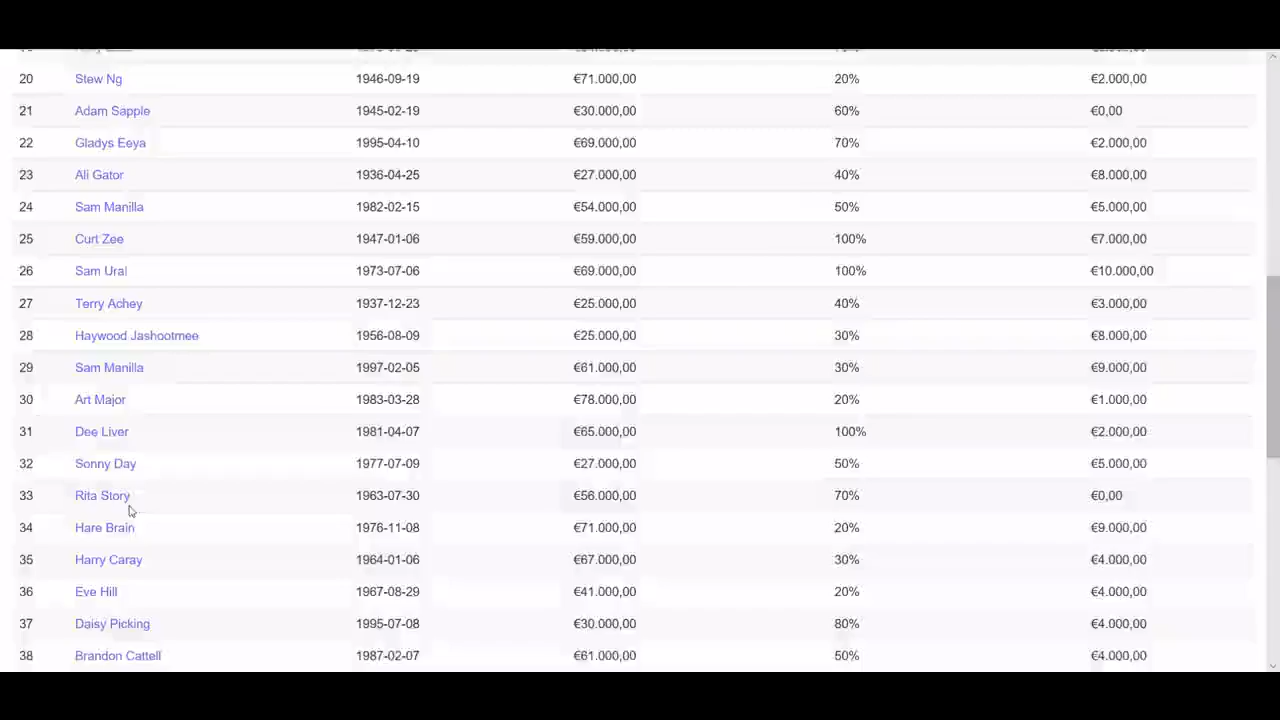 20 Stew Ng 1946-09-19 €71.000,00 20% €2.000,00
21 Adam Sapple 1945-02-19 €30.000,00 60% €0,00
22 Gladys Eeya 1995-04-10 €69.000,00 70% €2.000,00
23 Ali Gator 1936-04-25 €27.000,00 40% €8.000,00
24 Sam Manilla 1982-02-15 €54.000,00 50% €5.000,00
25 Curt Zee 1947-01-06 €59.000,00 100% €7.000,00
26 Sam Ural 1973-07-06 €69.000,00 100% €10.000,00
27 Terry Achey 1937-12-23 €25.000,00 40% €3.000,00
28 Haywood Jashootmee 1956-08-09 €25.000,00 30% €8.000,00
29 Sam Manilla 1997-02-05 €61.000,00 30% €9.000,00
30 Art Major 1983-03-28 €78.000,00 20% €1.000,00
31 Dee Liver 1981-04-07 €65.000,00 100% €2.000,00
32 Sonny Day 1977-07-09 €27.000,00 50% €5.000,00
33 Rita Story 1963-07-30 €56.000,00 70% €0,00
34 Hare Brain 1976-11-08 €71.000,00 20% €9.000,00
35 Harry Caray 1964-01-06 €67.000,00 30% €4.000,00
36 Eve Hill 1967-08-29 €41.000,00 20% €4.000,00
37 Daisy Picking 1995-07-08 €30.000,00 80% €4.000,00
38 Brandon Cattell 1987-02-07 €61.000,00 50% €4.000,00